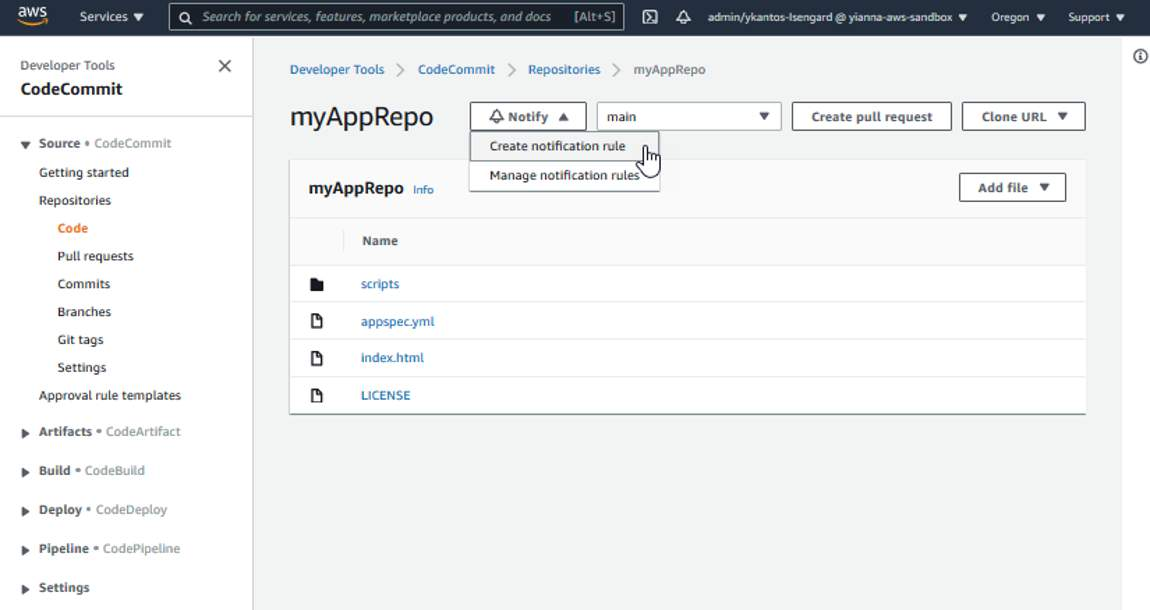 aws Services Search for services, features, marketplace products, and docs [Alt+S] admin/ykantos-Isengard @ yianna-aws-sandbox Oregon Support
Developer Tools
CodeCommit
Source • CodeCommit
Getting started
Repositories
Code
Pull requests
Commits
Branches
Git tags
Settings
Approval rule templates
Artifacts • CodeArtifact
Build • CodeBuild
Deploy • CodeDeploy
Pipeline • CodePipeline
Settings
Developer Tools CodeCommit Repositories myAppRepo
myAppRepo Notify main Create pull request Clone URL
Create notification rule
Manage notification rules
myAppRepo Info Add file
Name
scripts
appspec.yml
index.html
LICENSE